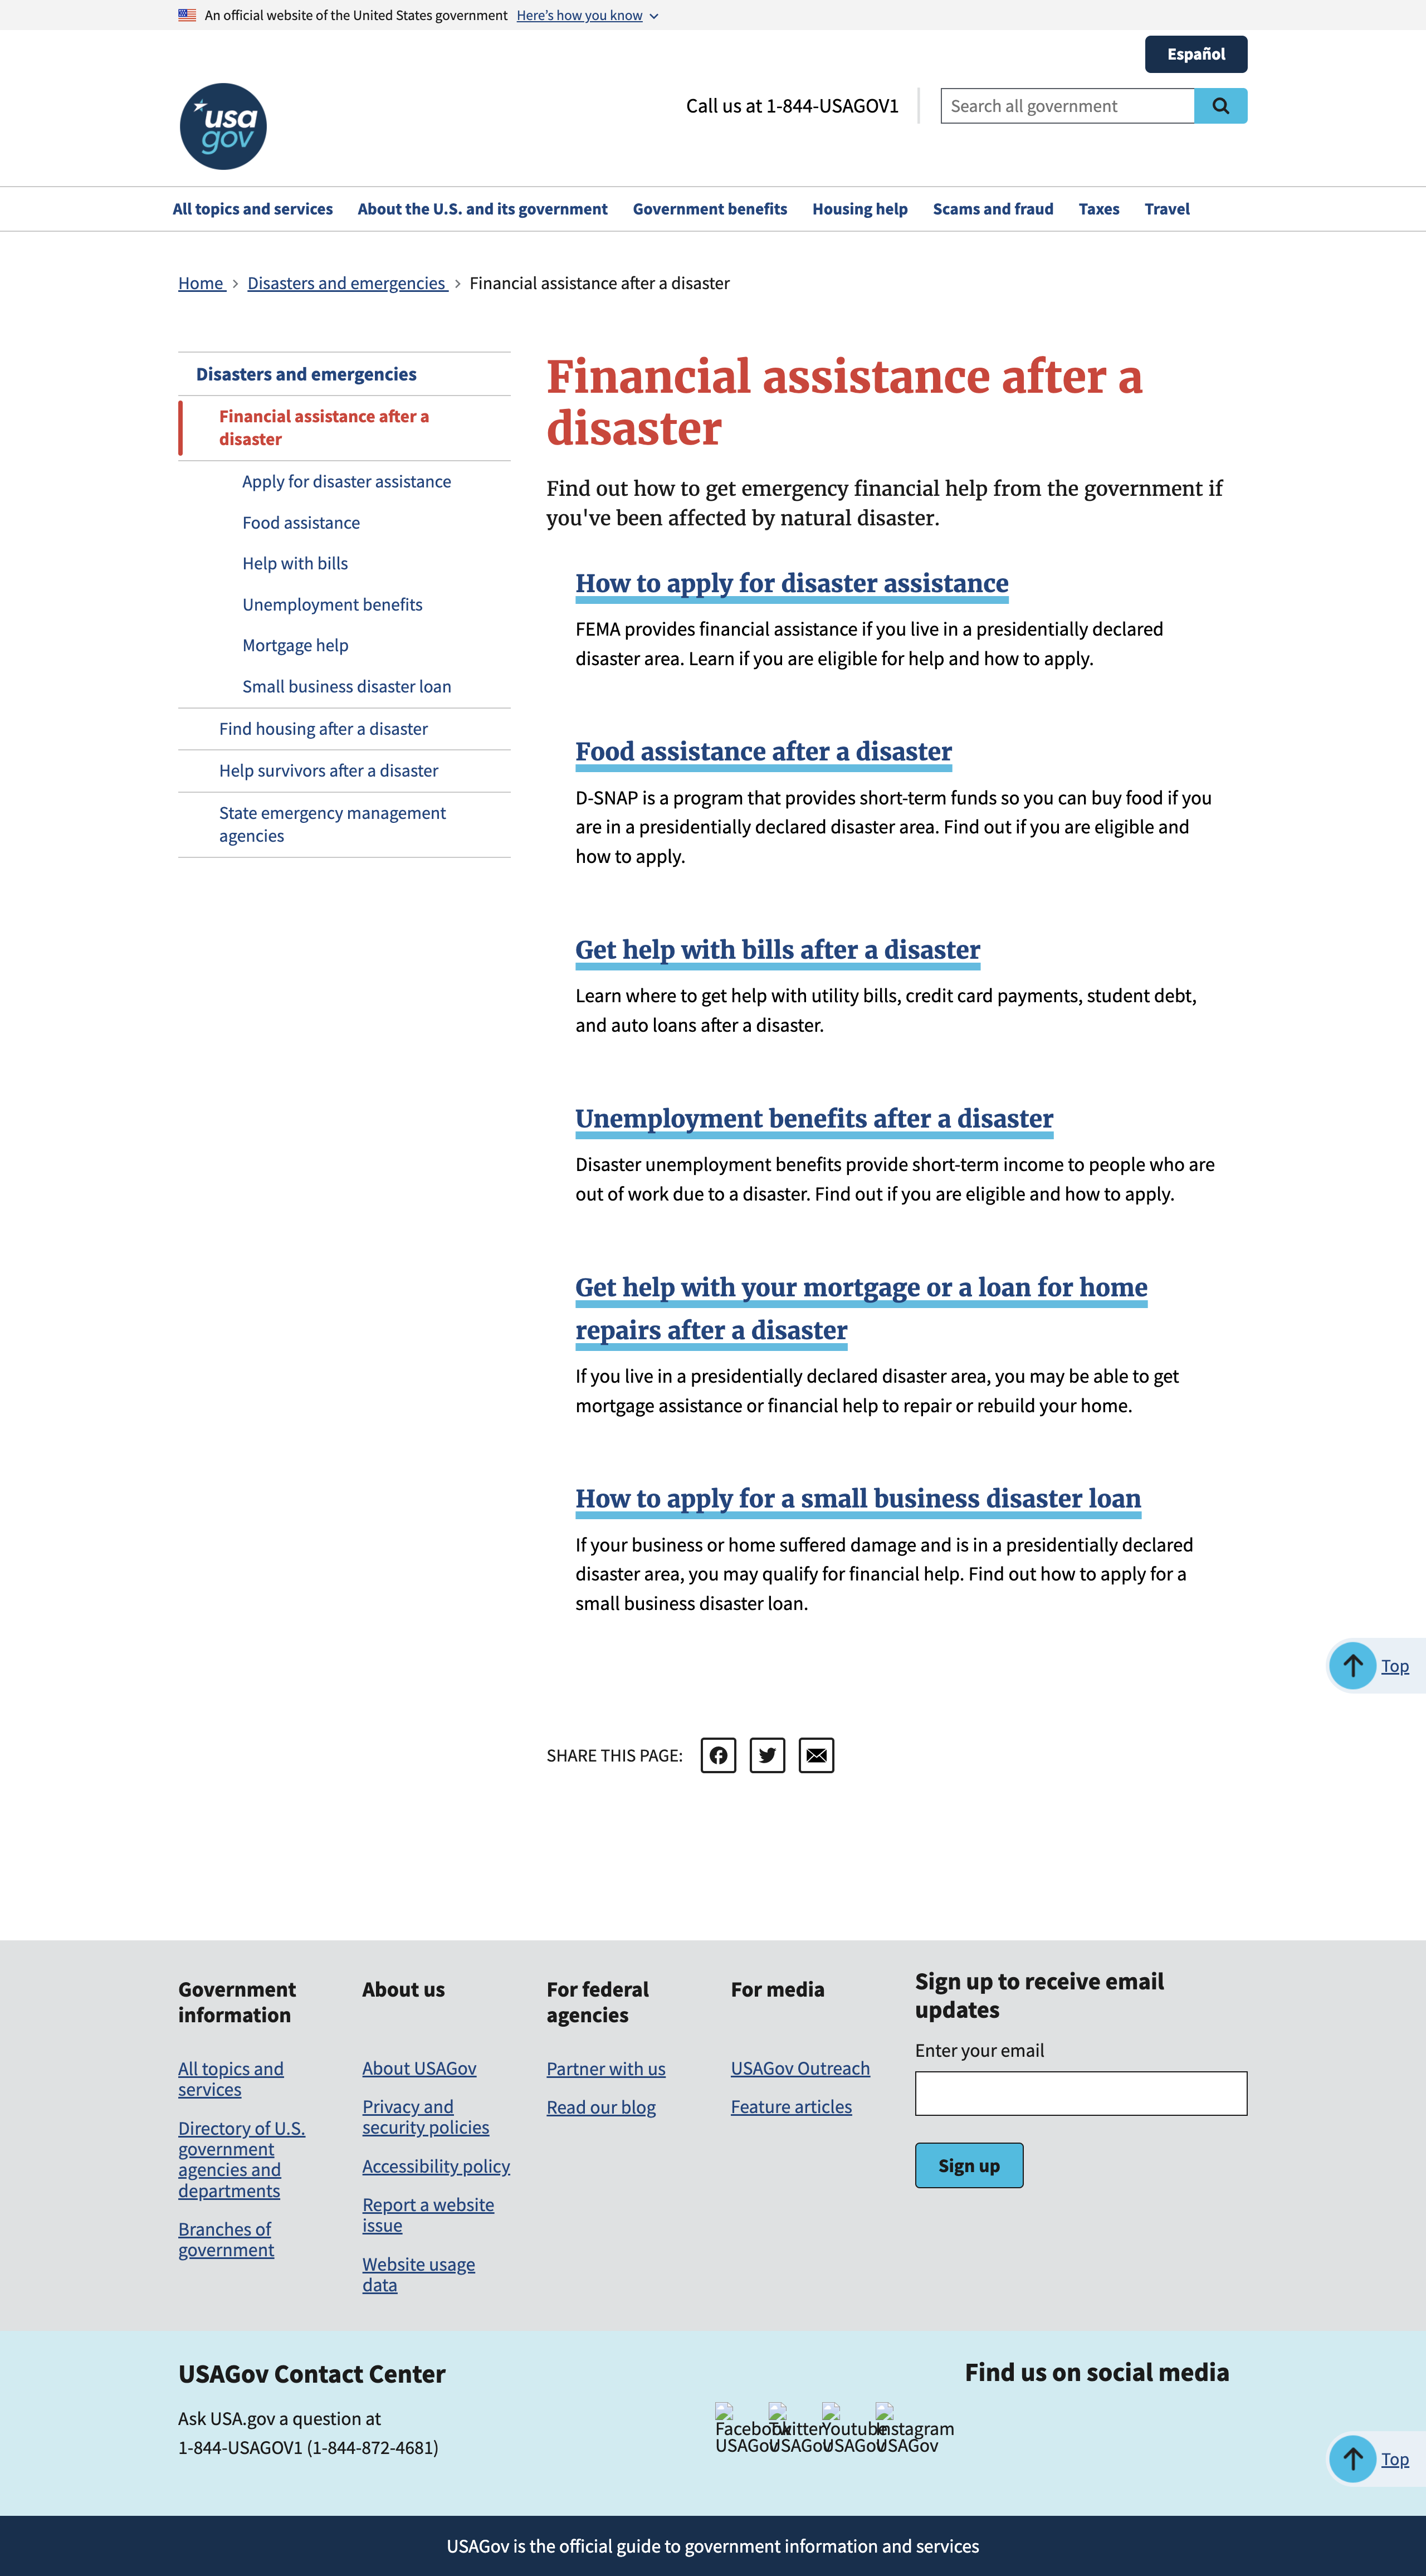 An official website of the United States government Here's how you know
Español
usa
gov
Call us at 1-844-USAGOV1
Search all government
All topics and services About the U.S. and its government Government benefits Housing help Scams and fraud Taxes Travel
Home Disasters and emergencies Financial assistance after a disaster
Disasters and emergencies
Financial assistance after a
disaster
Apply for disaster assistance
Food assistance
Help with bills
Unemployment benefits
Mortgage help
Small business disaster loan
Find housing after a disaster
Help survivors after a disaster
State emergency management
agencies
Financial assistance after a
disaster
Find out how to get emergency financial help from the government if
you've been affected by natural disaster.
How to apply for disaster assistance
FEMA provides financial assistance if you live in a presidentially declared
disaster area. Learn if you are eligible for help and how to apply.
Food assistance after a disaster
D-SNAP is a program that provides short-term funds so you can buy food if you
are in a presidentially declared disaster area. Find out if you are eligible and
how to apply.
Get help with bills after a disaster
Learn where to get help with utility bills, credit card payments, student debt,
and auto loans after a disaster.
Unemployment benefits after a disaster
Disaster unemployment benefits provide short-term income to people who are
out of work due to a disaster. Find out if you are eligible and how to apply.
Get help with your mortgage or a loan for home
repairs after a disaster
If you live in a presidentially declared disaster area, you may be able to get
mortgage assistance or financial help to repair or rebuild your home.
How to apply for a small business disaster loan
If your business or home suffered damage and is in a presidentially declared
disaster area, you may qualify for financial help. Find out how to apply for a
small business disaster loan.
Top
SHARE THIS PAGE:
Government
information
All topics and
services
Directory of U.S.
government
agencies and
departments
Branches of
government
About us
About USAGov
Privacy and
security policies
Accessibility policy
Report a website
issue
Website usage
data
For federal
agencies
Partner with us
Read our blog
For media
USAGov Outreach
Feature articles
Sign up to receive email
updates
Enter your email
Sign up
USAGov Contact Center
Ask USA.gov a question at
1-844-USAGOV1 (1-844-872-4681)
Find us on social media
Facebook
USAGov
Twitter
USAGov
Youtube
USAGov
Instagram
USAGov
Top
USAGov is the official guide to government information and services